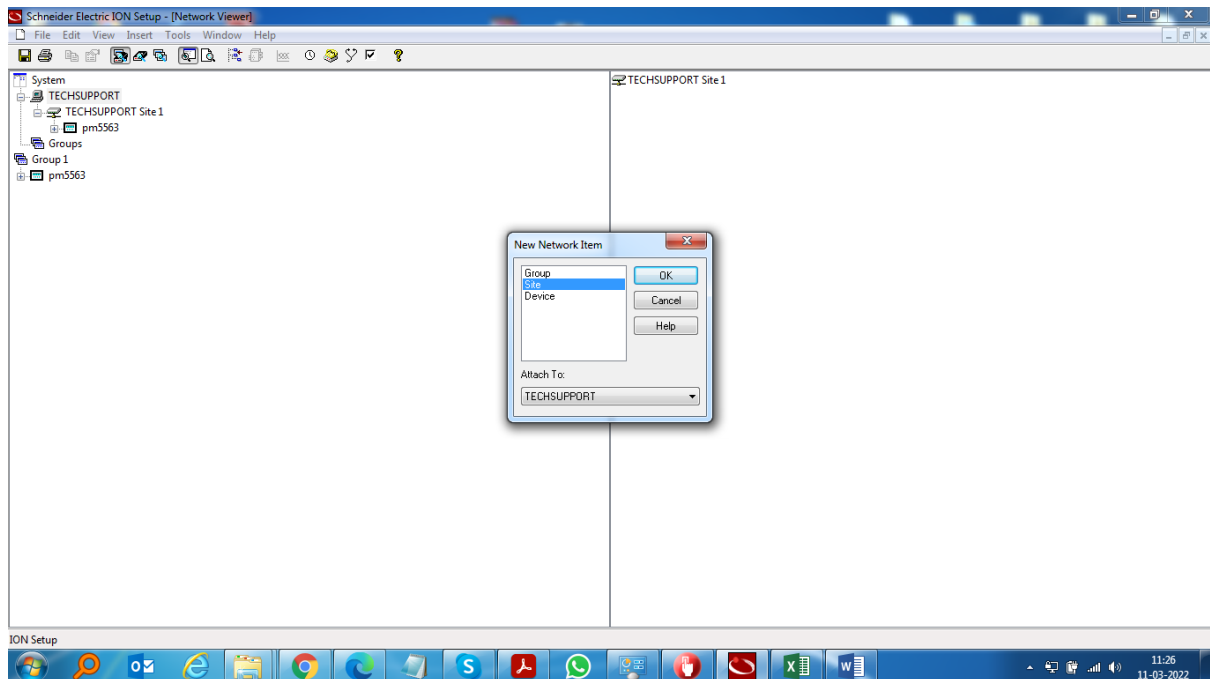 Schneider Electric ION Setup - [Network Viewer]
File Edit View Insert Tools Window Help
System
TECHSUPPORT
TECHSUPPORT Site 1
pm5563
Groups
Group 1
pm5563
TECHSUPPORT Site 1
New Network Item
Group
Site
Device
OK
Cancel
Help
Attach To:
TECHSUPPORT
ION Setup
11:26
11-03-2022